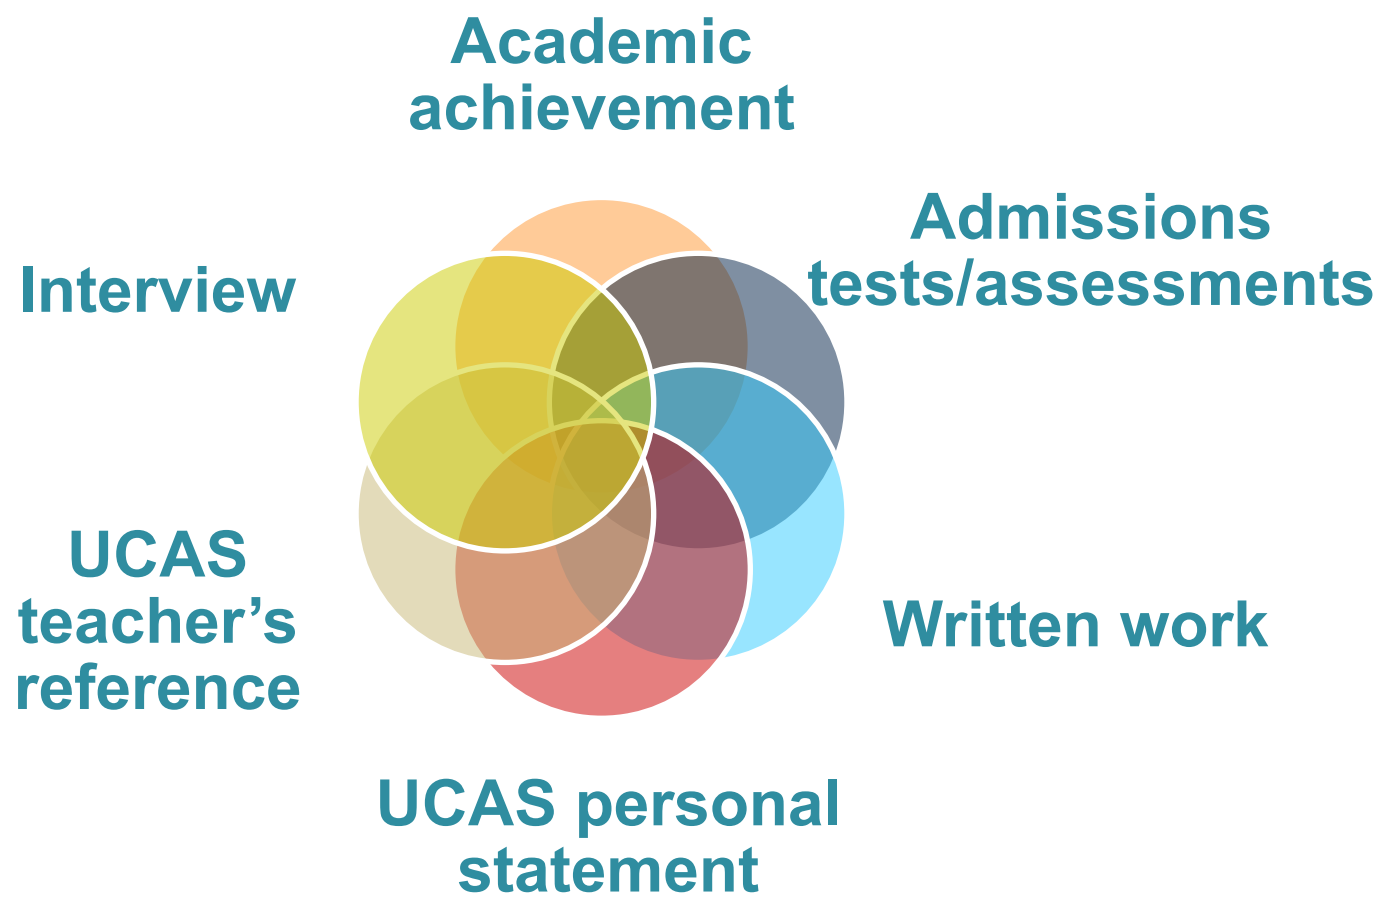 Academic
achievement
Admissions
tests/assessments
Interview
UCAS
teacher’s
reference
Written work
UCAS personal
statement